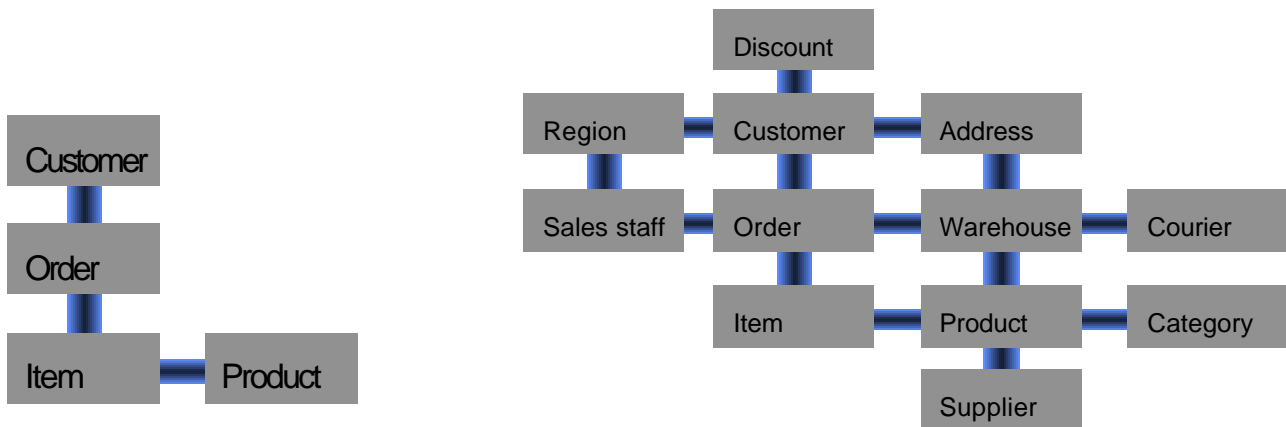 Customer
Order
Item
Product
Discount
Region
Customer
Address
Sales staff
Order
Warehouse
Courier
Item
Product
Category
Supplier